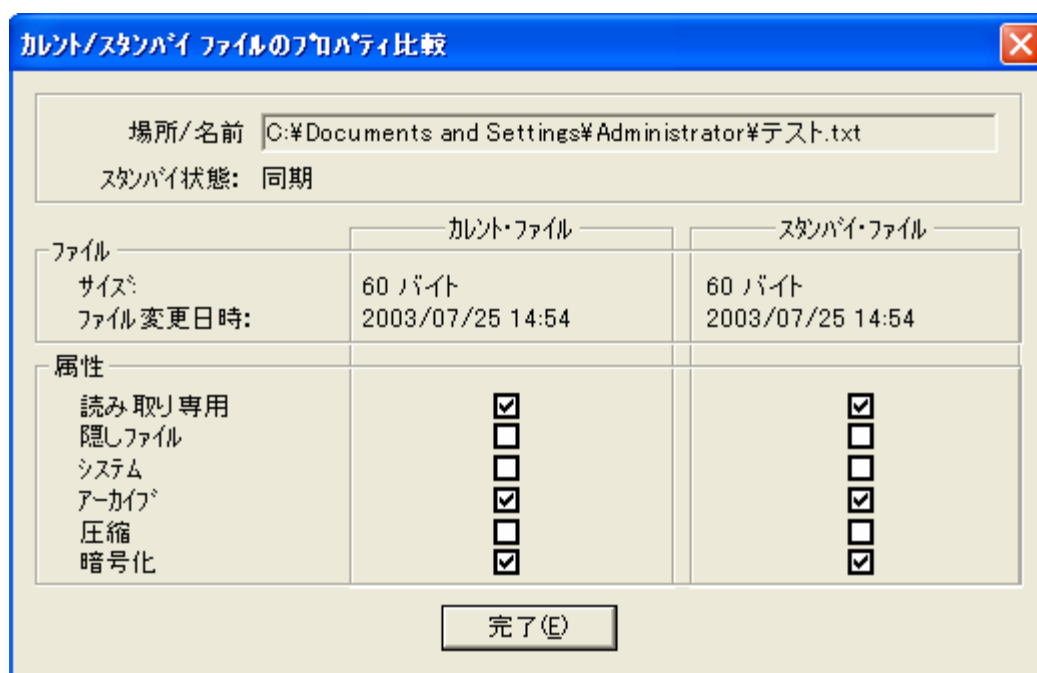 ｶﾚﾝﾄ/ｽﾀﾝﾊﾞｲ ﾌｧｲﾙのﾌﾟﾛﾊﾟﾃｨ比較
場所/名前 C:¥Documents and Settings¥Administrator¥テスト.txt
ｽﾀﾝﾊﾞｲ状態: 同期
ｶﾚﾝﾄ･ﾌｧｲﾙ ｽﾀﾝﾊﾞｲ･ﾌｧｲﾙ
ﾌｧｲﾙ
ｻｲｽﾞ: 60 バイト 60 バイト
ﾌｧｲﾙ変更日時: 2003/07/25 14:54 2003/07/25 14:54
属性
読み取り専用
隠しﾌｧｲﾙ
ｼｽﾃﾑ
ｱｰｶｲﾌﾞ
圧縮
暗号化
完了(E)